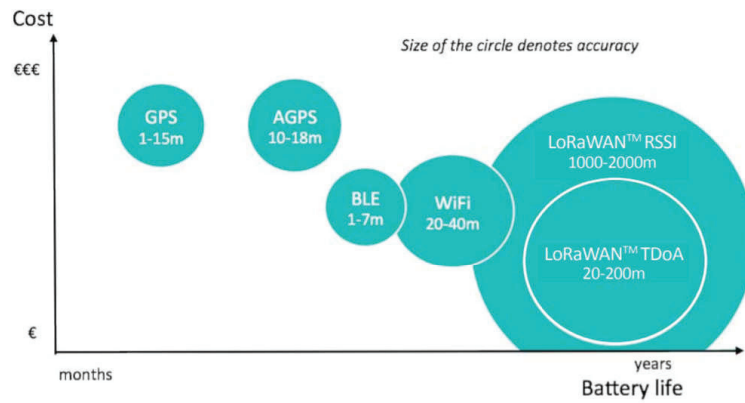 Cost
Size of the circle denotes accuracy
€€€
GPS
1-15m
AGPS
10-18m
LoRaWAN™ RSSI
1000-2000m
BLE
1-7m
WiFi
20-40m
LoRaWAN™ TDoA
20-200m
€
months
years
Battery life